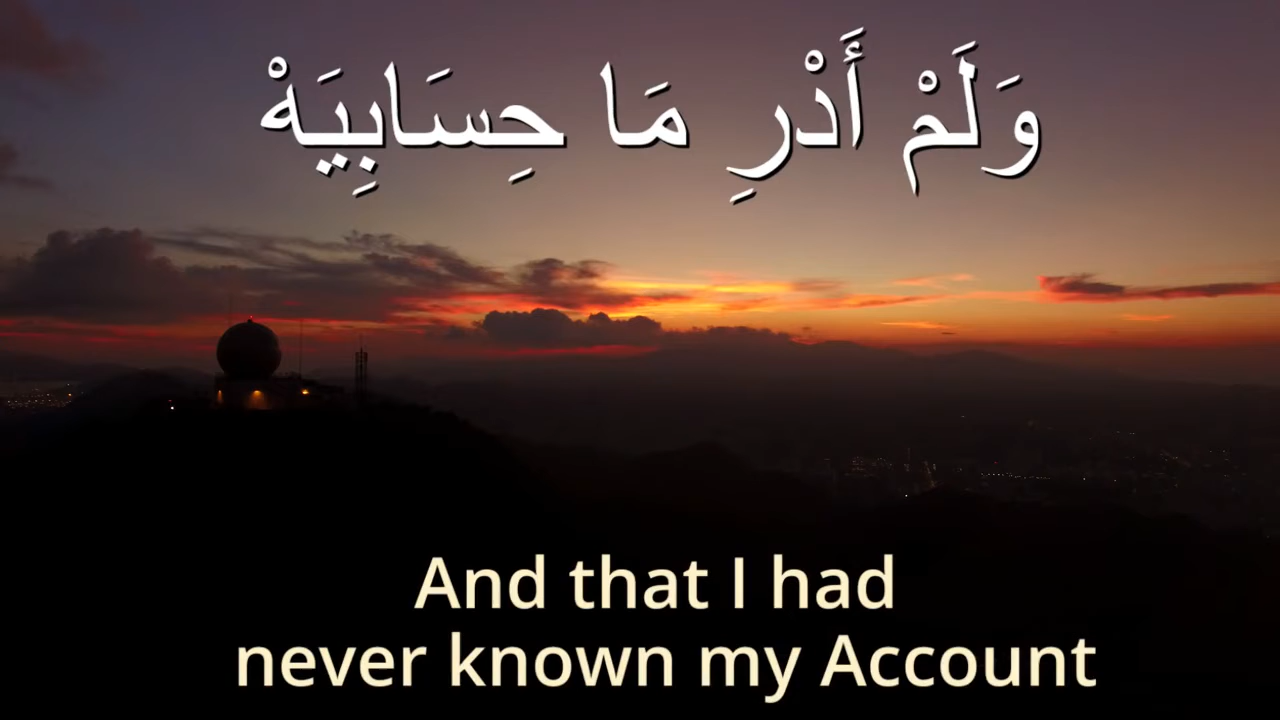 وَلَمْ أَدْرِ مَا حِسَابِيَهْ
And that I had
never known my Account